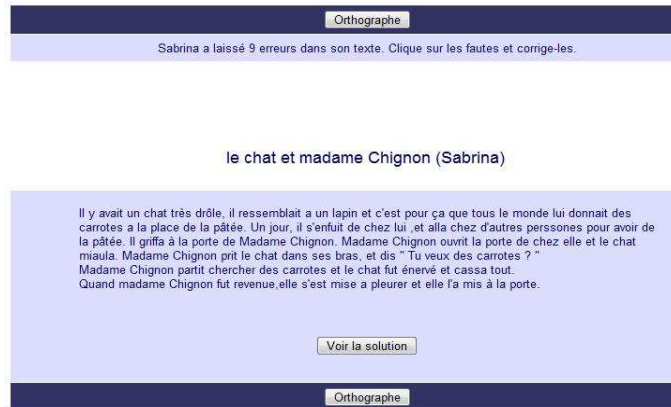 Orthographe
Sabrina a laissé 9 erreurs dans son texte. Clique sur les fautes et corrige-les.
le chat et madame Chignon (Sabrina)
Il y avait un chat très drôle, il ressemblait a un lapin et c'est pour ça que tous le monde lui donnait des
carottes a la place de la pâtée. Un jour, il s'enfuit de chez lui ,et alla chez d'autres perssones pour avoir de
la pâtée. Il griffa à la porte de Madame Chignon. Madame Chignon ouvrit la porte de chez elle et le chat
miaula. Madame Chignon prit le chat dans ses bras, et dis " Tu veux des carottes ? "
Madame Chignon partit chercher des carottes et le chat fut énervé et cassa tout.
Quand madame Chignon fut revenue,elle s'est mise a pleurer et elle l'a mis à la porte.
Voir la solution
Orthographe